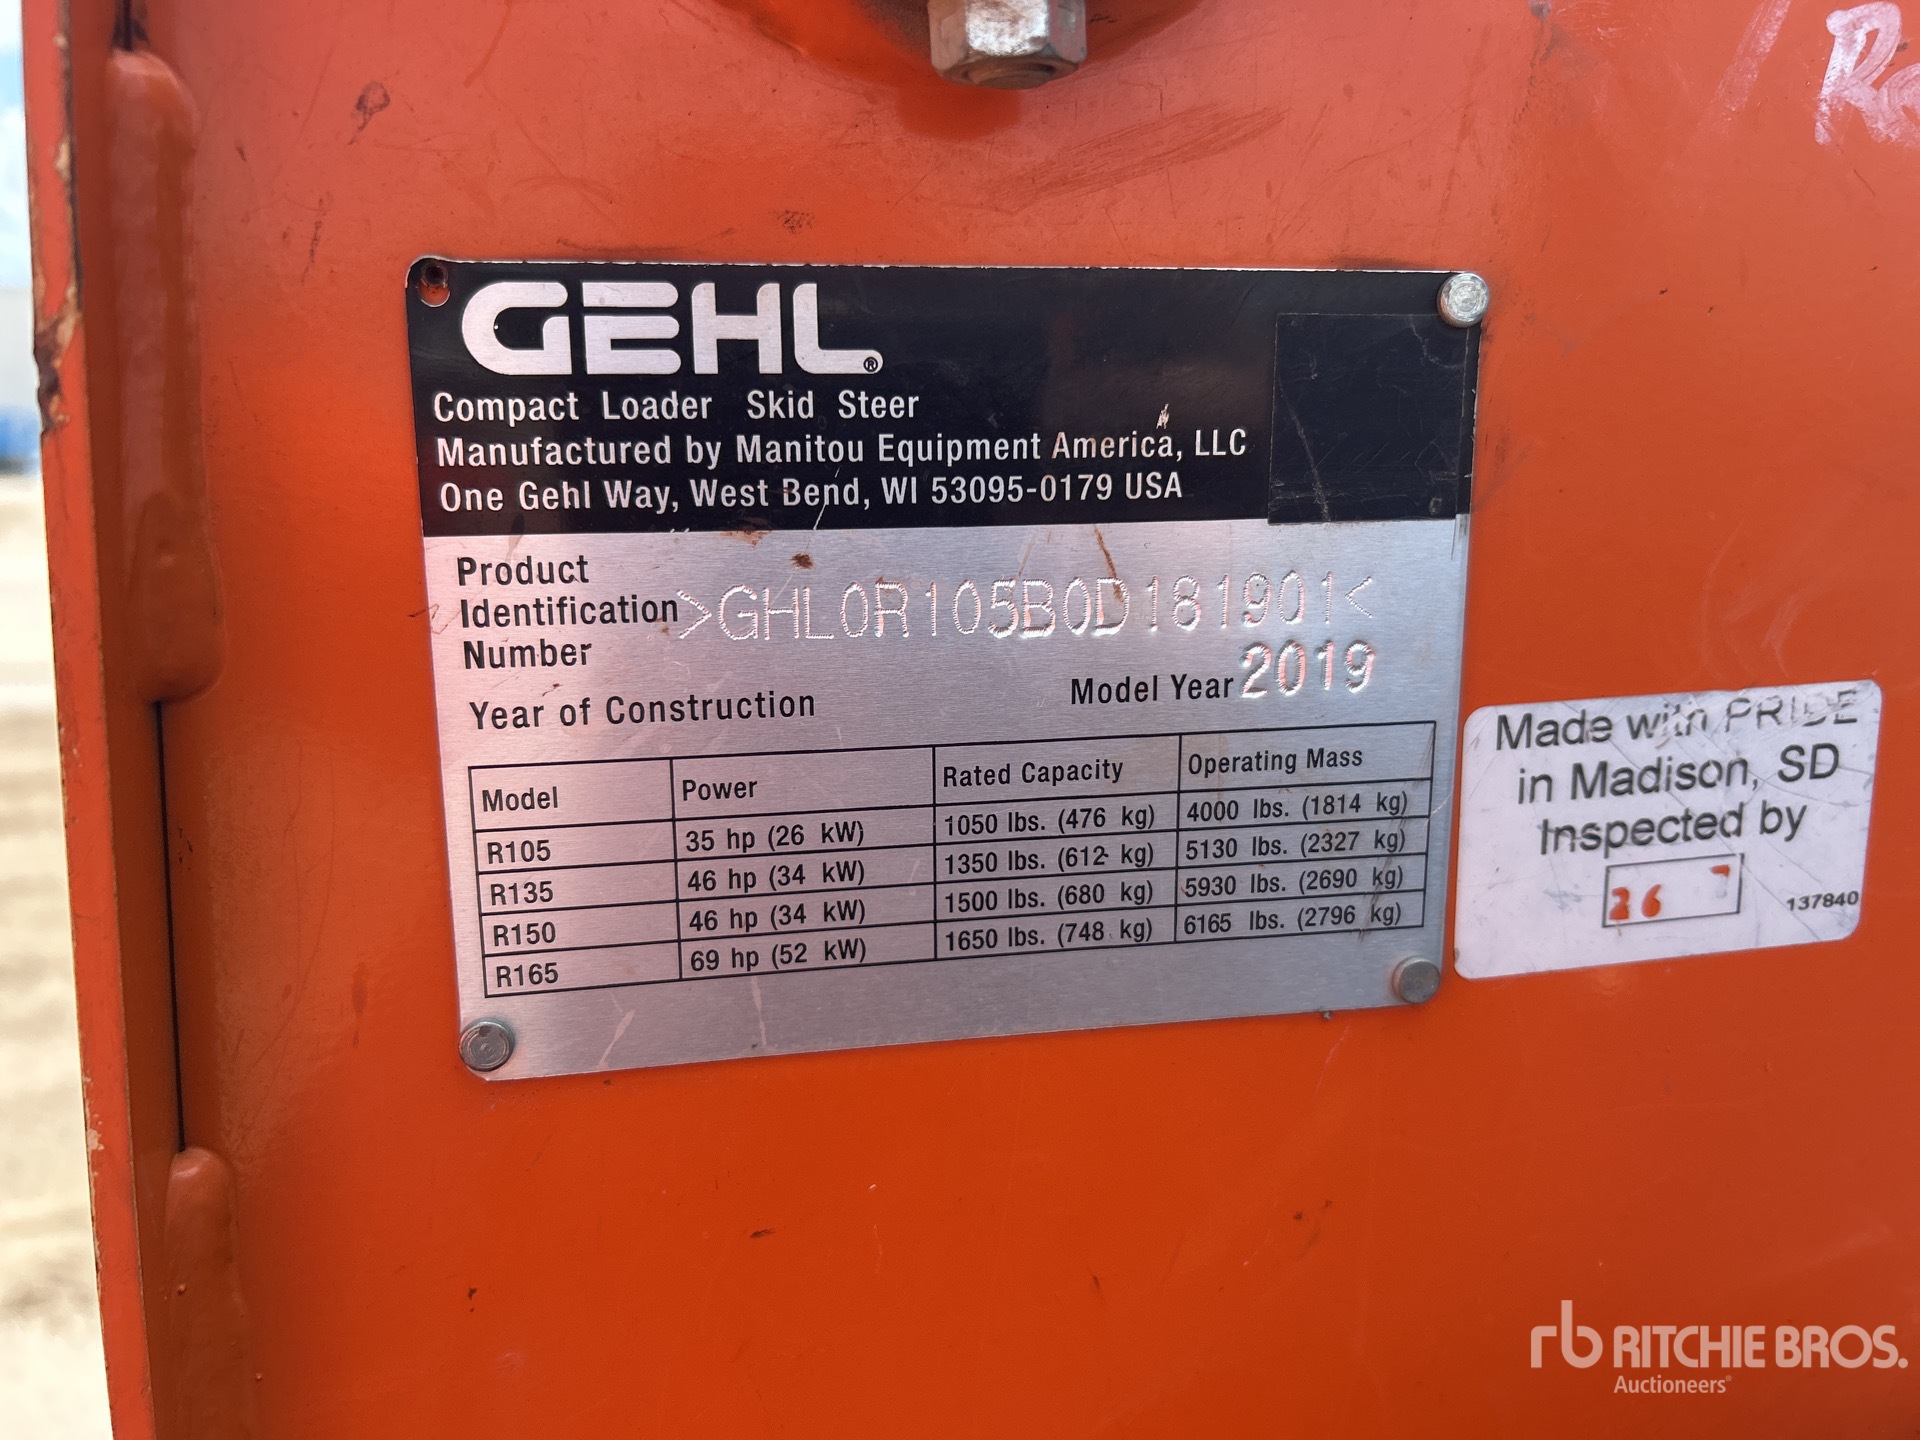 GEHL®
Compact Loader Skid Steer
Manufactured by Manitou Equipment America, LLC
One Gehl Way, West Bend, WI 53095-0179 USA
Product
Identification
Number
>GHL0R105B0D181901<
Year of Construction
Model Year 2019
Model Power Rated Capacity Operating Mass
R105 35 hp (26 kW) 1050 lbs. (476 kg) 4000 lbs. (1814 kg)
R135 46 hp (34 kW) 1350 lbs. (612 kg) 5130 lbs. (2327 kg)
R150 46 hp (34 kW) 1500 lbs. (680 kg) 5930 lbs. (2690 kg)
R165 69 hp (52 kW) 1650 lbs. (748 kg) 6165 lbs. (2796 kg)
Made with PRIDE
in Madison, SD
Inspected by
26 7
137840
rb RITCHIE BROS.
Auctioneers®